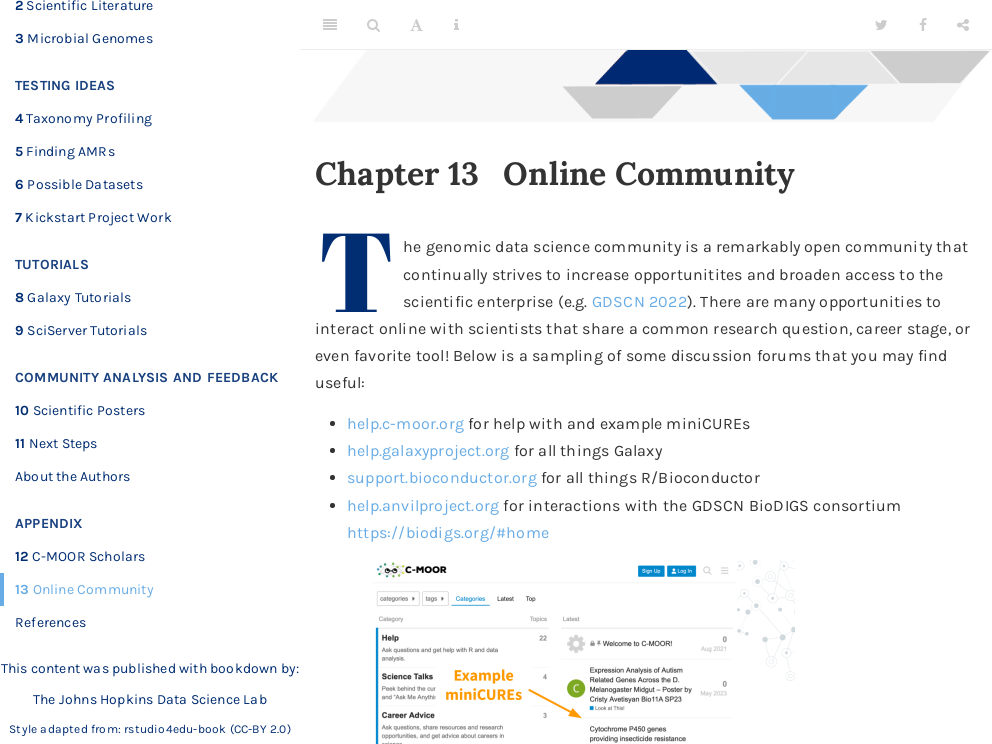 2 Scientific Literature
3 Microbial Genomes
TESTING IDEAS
4 Taxonomy Profiling
5 Finding AMRs
6 Possible Datasets
7 Kickstart Project Work
TUTORIALS
8 Galaxy Tutorials
9 SciServer Tutorials
COMMUNITY ANALYSIS AND FEEDBACK
10 Scientific Posters
11 Next Steps
About the Authors
APPENDIX
12 C-MOOR Scholars
13 Online Community
References
This content was published with bookdown by:
The Johns Hopkins Data Science Lab
Style adapted from: rstudio4edu-book (CC-BY 2.0)
Chapter 13 Online Community
The genomic data science community is a remarkably open community that
continually strives to increase opportunitites and broaden access to the
scientific enterprise (e.g. GDSCN 2022). There are many opportunities to
interact online with scientists that share a common research question, career stage, or
even favorite tool! Below is a sampling of some discussion forums that you may find
useful:
• help.c-moor.org for help with and example miniCUREs
• help.galaxyproject.org for all things Galaxy
• support.bioconductor.org for all things R/Bioconductor
• help.anvilproject.org for interactions with the GDSCN BioDIGS consortium
https://biodigs.org/#home
C-MOOR
Sign Up
Log In
categories
tags
Categories
Latest
Top
Category
Topics
Latest
Help
22
Ask questions and get help with R and data
analysis.
Science Talks
4
Peek behind the cur
and "Ask Me Anythi
Career Advice
3
Ask questions, share resources and research
opportunities, and get advice about careers in
Example
miniCUREs
Welcome to C-MOOR!
0
Aug 2021
C
Expression Analysis of Autism
Related Genes Across the D.
Melanogaster Midgut – Poster by
Cristy Avetisyan Bio11A SP23
Look at This!
0
May 2023
Cytochrome P450 genes
providing insecticide resistance